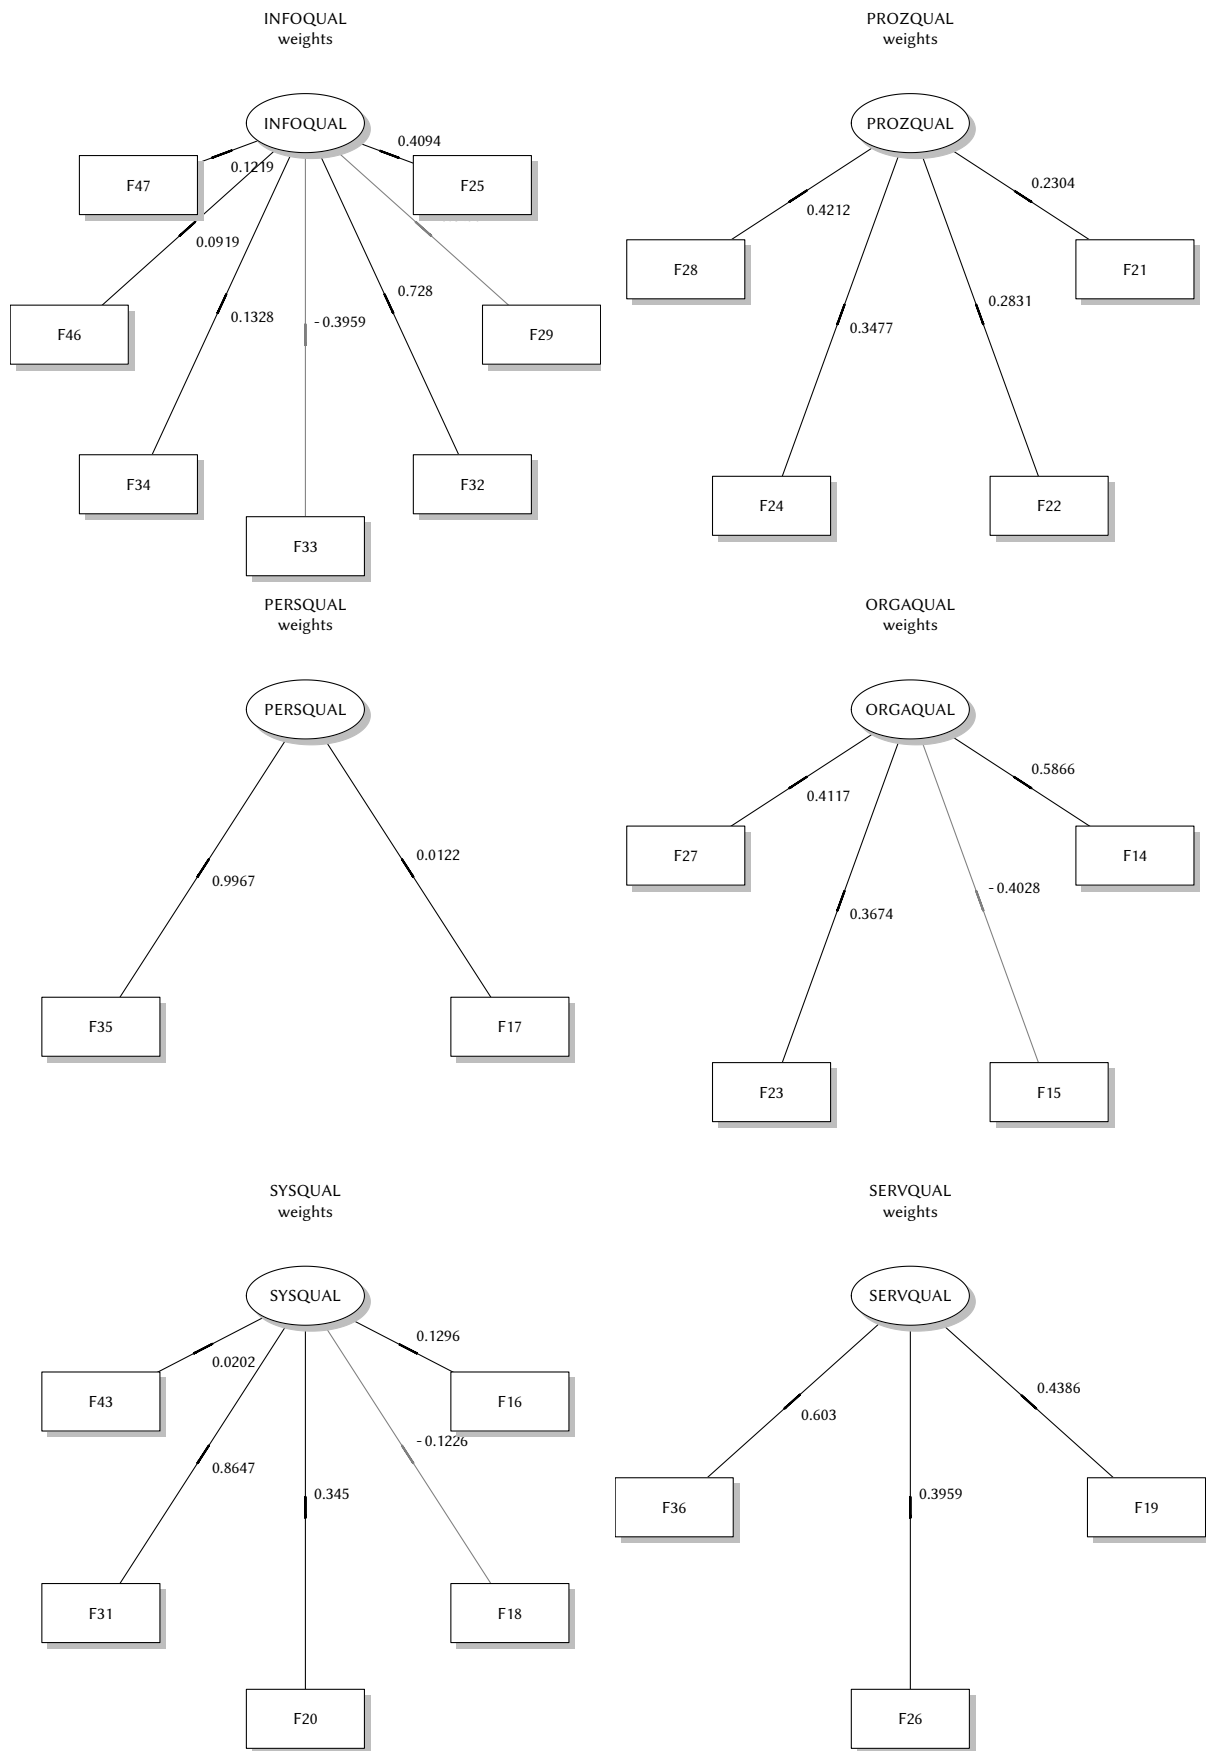 INFOQUAL
weights
INFOQUAL
F47
0.1219
0.4094
F25
0.0919
F46
0.1328
-0.3959
0.728
F29
F34
F32
F33
PROZQUAL
weights
PROZQUAL
0.2304
0.4212
F28
F21
0.3477
0.2831
F24
F22
PERSQUAL
weights
PERSQUAL
0.9967
0.0122
F35
F17
ORGAQUAL
weights
ORGAQUAL
0.5866
0.4117
F27
F14
0.3674
-0.4028
F23
F15
SYSQUAL
weights
SYSQUAL
0.1296
0.0202
F43
F16
0.8647
0.345
-0.1226
F31
F18
F20
SERVQUAL
weights
SERVQUAL
0.603
0.4386
0.3959
F36
F19
F26